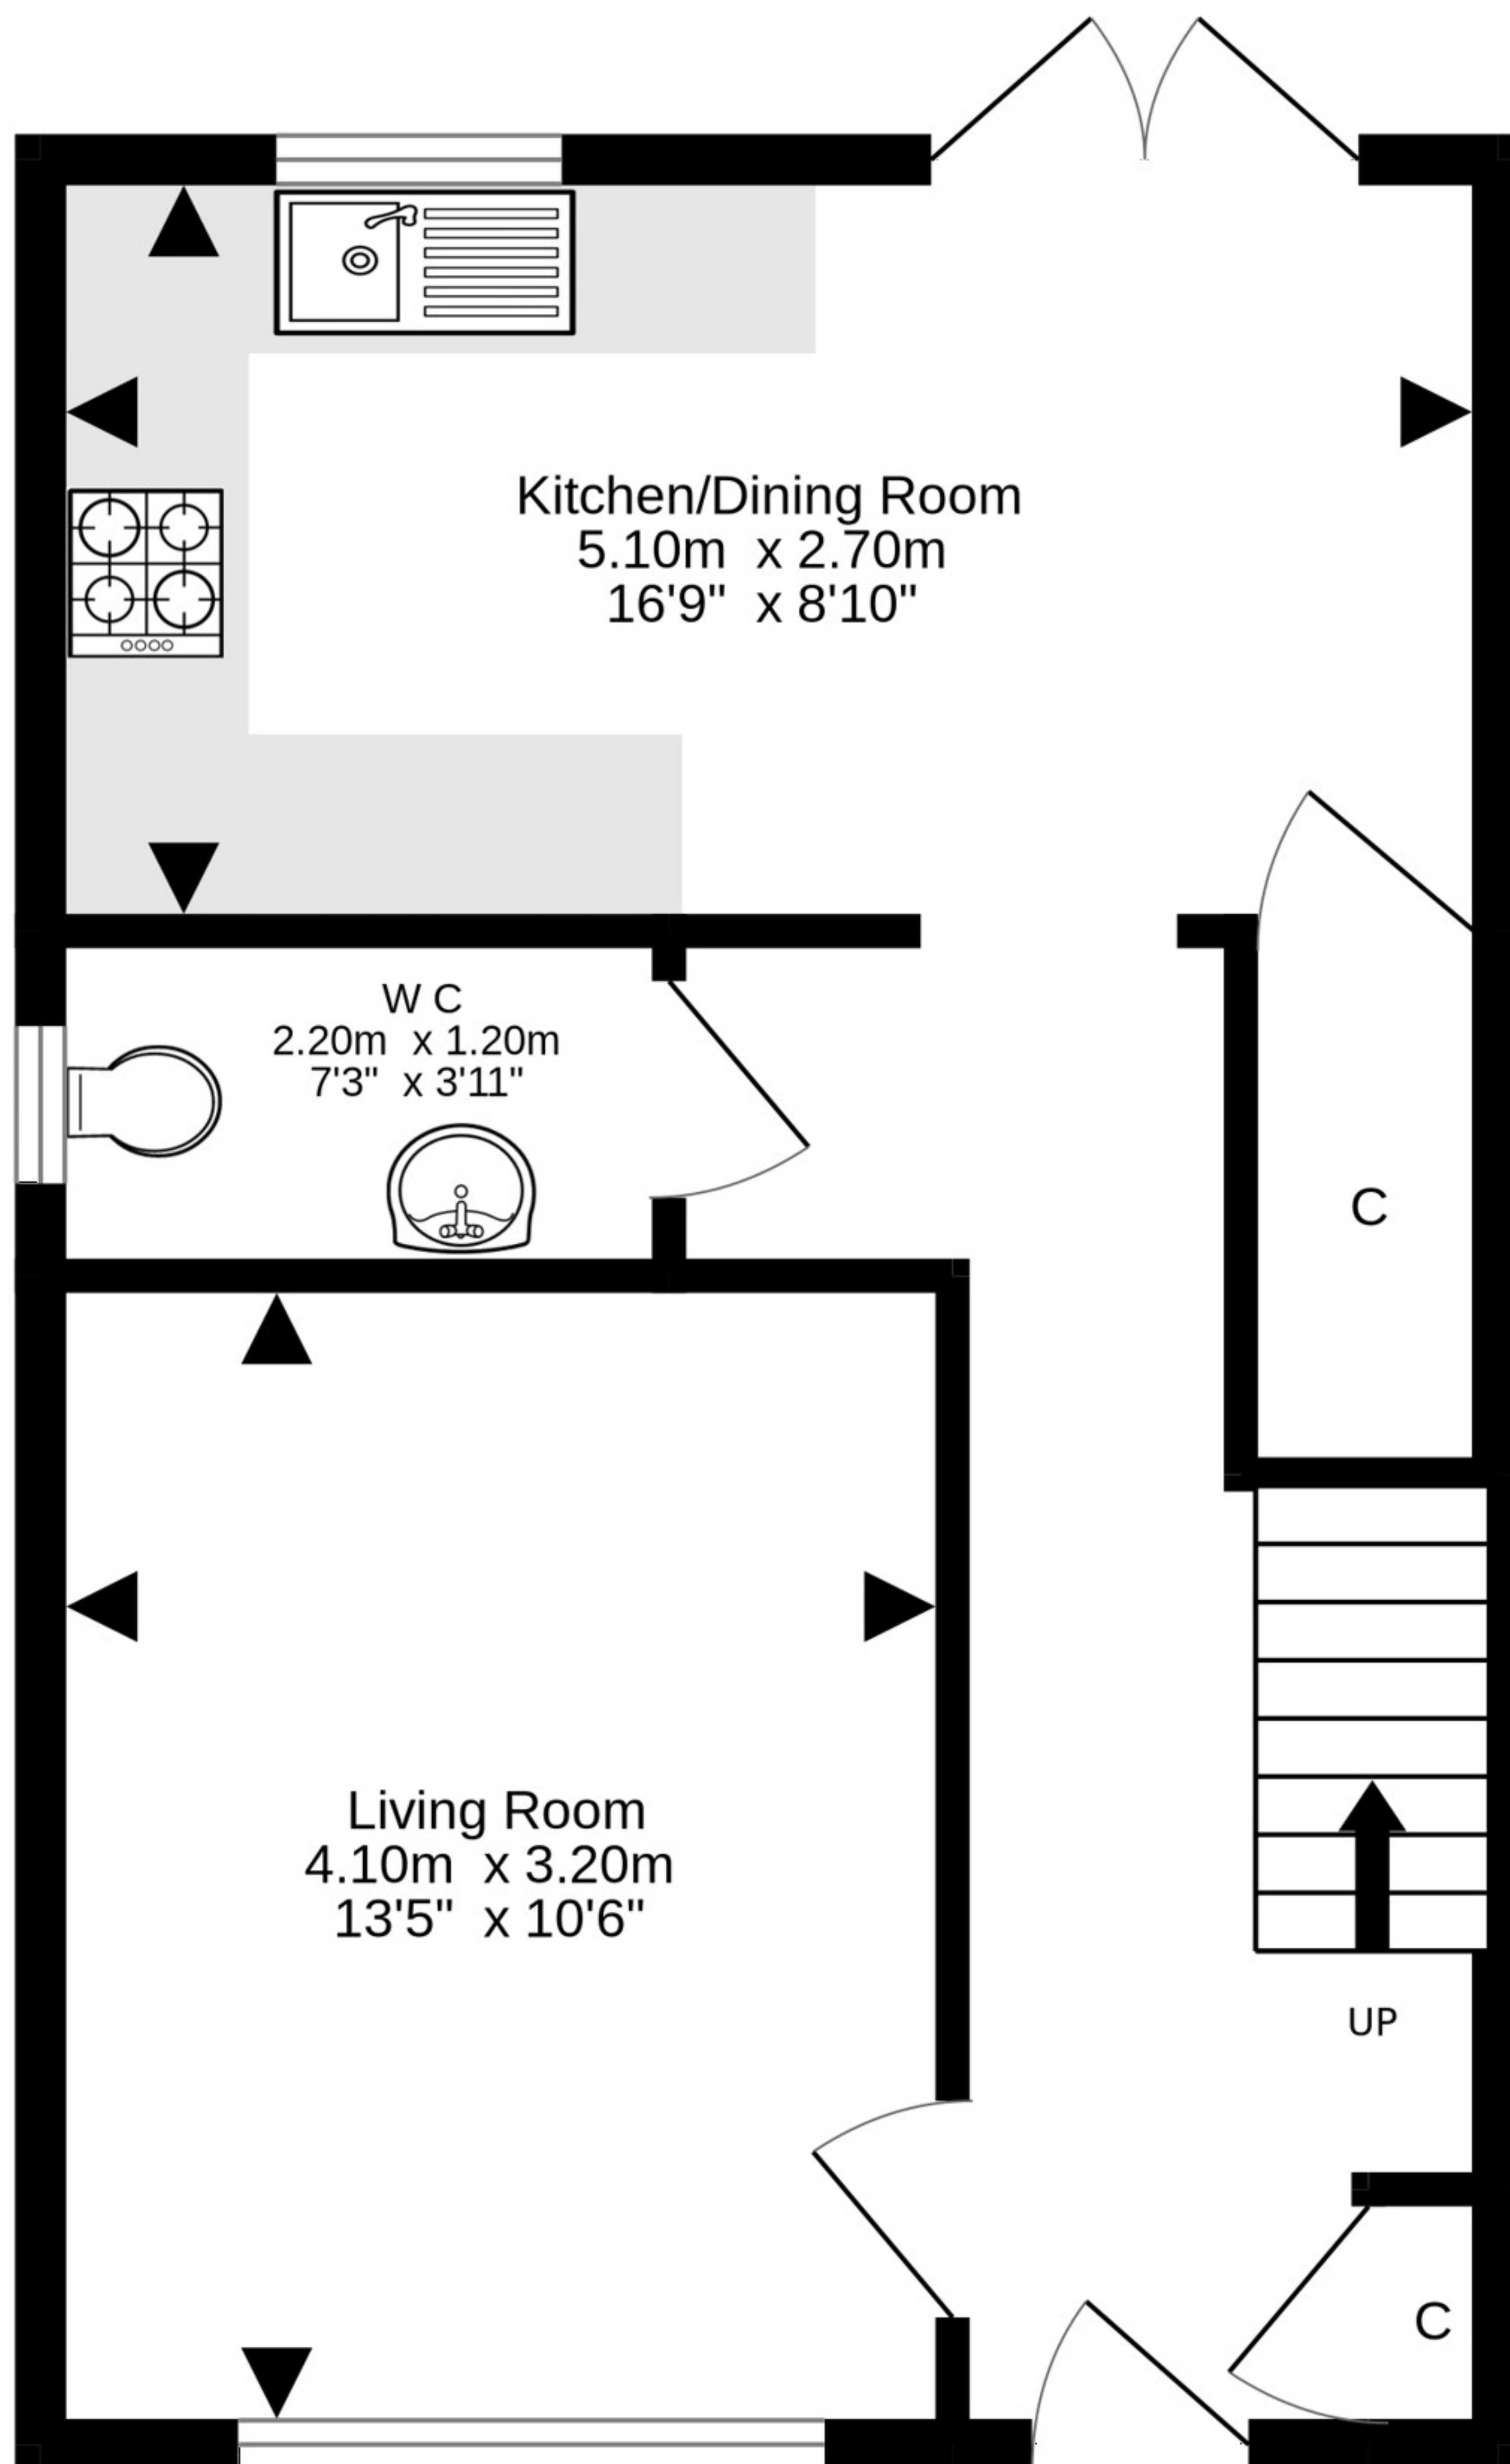 Kitchen/Dining Room
5.10m x 2.70m
16'9" x 8'10"
W C
2.20m x 1.20m
7'3" x 3'11"
C
Living Room
4.10m x 3.20m
13'5" x 10'6"
UP
C